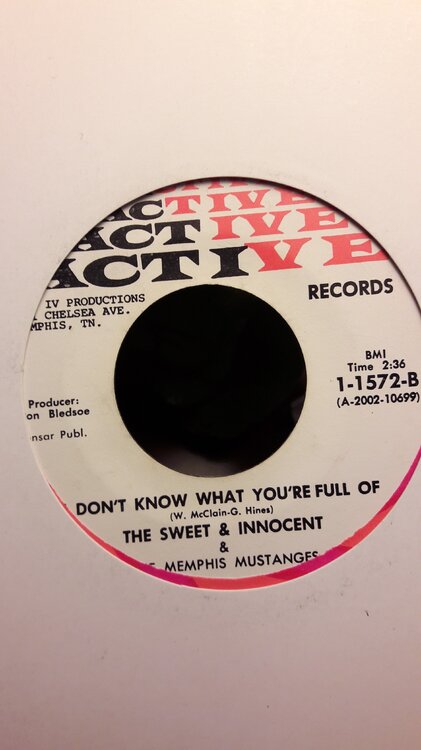 ACTIVE
ACTIVE
ACTIVE
RECORDS
IV PRODUCTIONS
CHELSEA AVE.
MPHIS, TN.
BMI
Time 2:36
1-1572-B
(A-2002-10699)
Producer:
on Bledsoe
nsar Publ.
DON'T KNOW WHAT YOU'RE FULL OF
(W. McClain-G. Hines)
THE SWEET & INNOCENT
&
MEMPHIS MUSTANGES